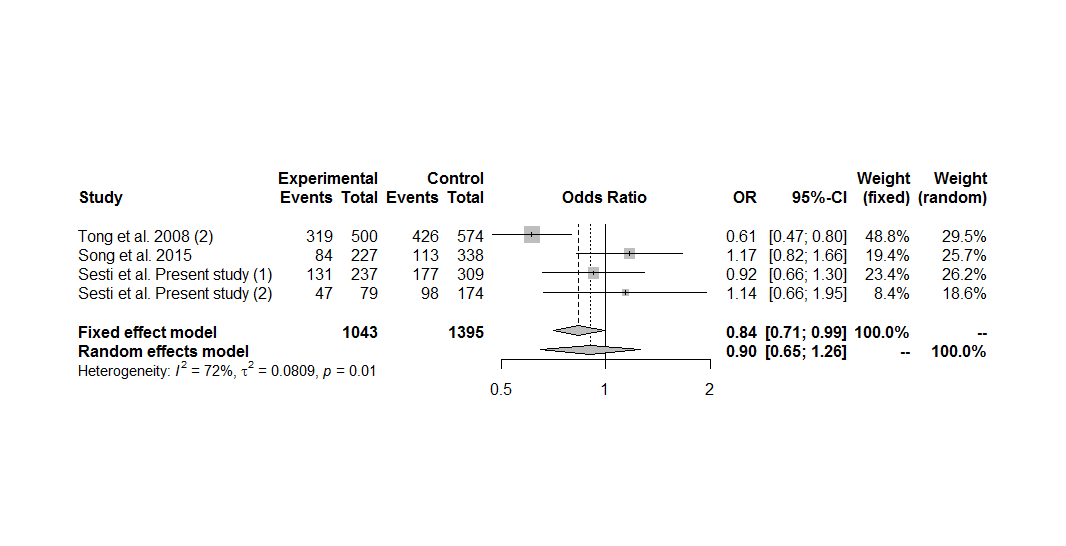 Experimental Control Weight Weight
Study Events Total Events Total Odds Ratio OR 95%-CI (fixed) (random)
Tong et al. 2008 (2) 319 500 426 574 0.61 [0.47; 0.80] 48.8% 29.5%
Song et al. 2015 84 227 113 338 1.17 [0.82; 1.66] 19.4% 25.7%
Sesti et al. Present study (1) 131 237 177 309 0.92 [0.66; 1.30] 23.4% 26.2%
Sesti et al. Present study (2) 47 79 98 174 1.14 [0.66; 1.95] 8.4% 18.6%
Fixed effect model 1043 1395 0.84 [0.71; 0.99] 100.0% --
Random effects model 0.90 [0.65; 1.26] -- 100.0%
Heterogeneity: I² = 72%, τ² = 0.0809, p = 0.01
0.5 1 2